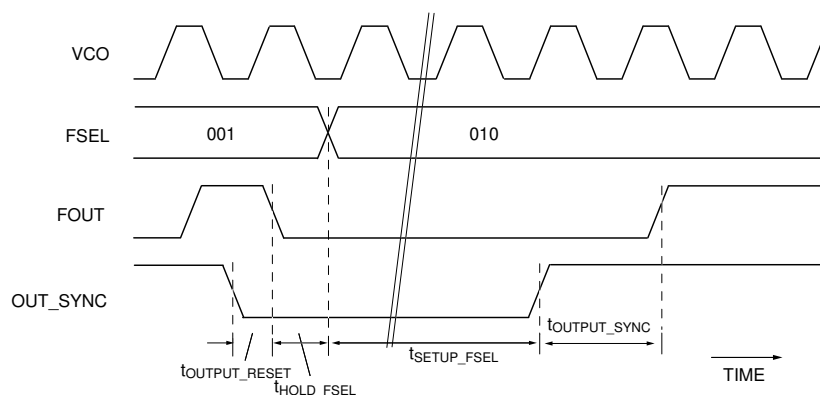 VCO
FSEL
001
010
FOUT
OUT_SYNC
tOUTPUT_RESET
tHOLD_FSEL
tSETUP_FSEL
tOUTPUT_SYNC
TIME